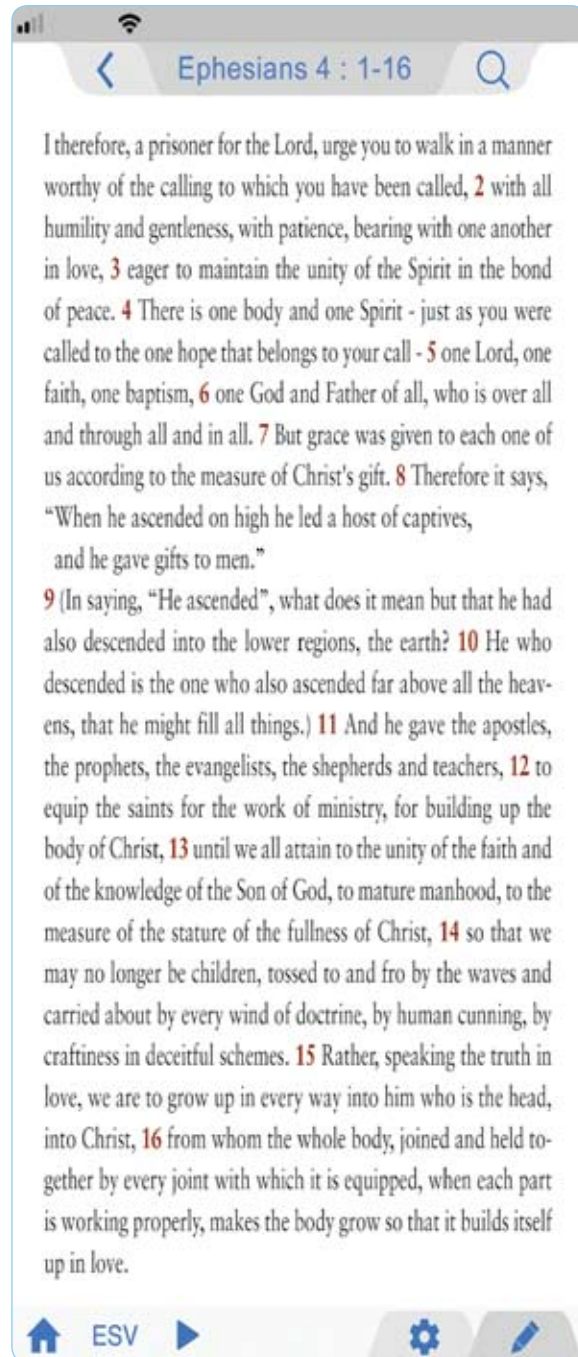 Ephesians 4 : 1-16
I therefore, a prisoner for the Lord, urge you to walk in a manner
worthy of the calling to which you have been called, 2 with all
humility and gentleness, with patience, bearing with one another
in love, 3 eager to maintain the unity of the Spirit in the bond
of peace. 4 There is one body and one Spirit - just as you were
called to the one hope that belongs to your call - 5 one Lord, one
faith, one baptism, 6 one God and Father of all, who is over all
and through all and in all. 7 But grace was given to each one of
us according to the measure of Christ's gift. 8 Therefore it says,
“When he ascended on high he led a host of captives,
and he gave gifts to men.”
9 (In saying, “He ascended”, what does it mean but that he had
also descended into the lower regions, the earth? 10 He who
descended is the one who also ascended far above all the heav-
ens, that he might fill all things.) 11 And he gave the apostles,
the prophets, the evangelists, the shepherds and teachers, 12 to
equip the saints for the work of ministry, for building up the
body of Christ, 13 until we all attain to the unity of the faith and
of the knowledge of the Son of God, to mature manhood, to the
measure of the stature of the fullness of Christ, 14 so that we
may no longer be children, tossed to and fro by the waves and
carried about by every wind of doctrine, by human cunning, by
craftiness in deceitful schemes. 15 Rather, speaking the truth in
love, we are to grow up in every way into him who is the head,
into Christ, 16 from whom the whole body, joined and held to-
gether by every joint with which it is equipped, when each part
is working properly, makes the body grow so that it builds itself
up in love.
ESV